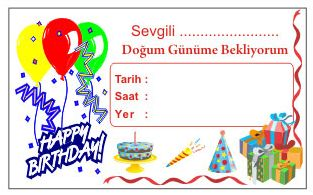 Sevgili ........................
Doğum Günüme Bekliyorum
Tarih :
Saat :
Yer :
HAPPY
BIRTHDAY!